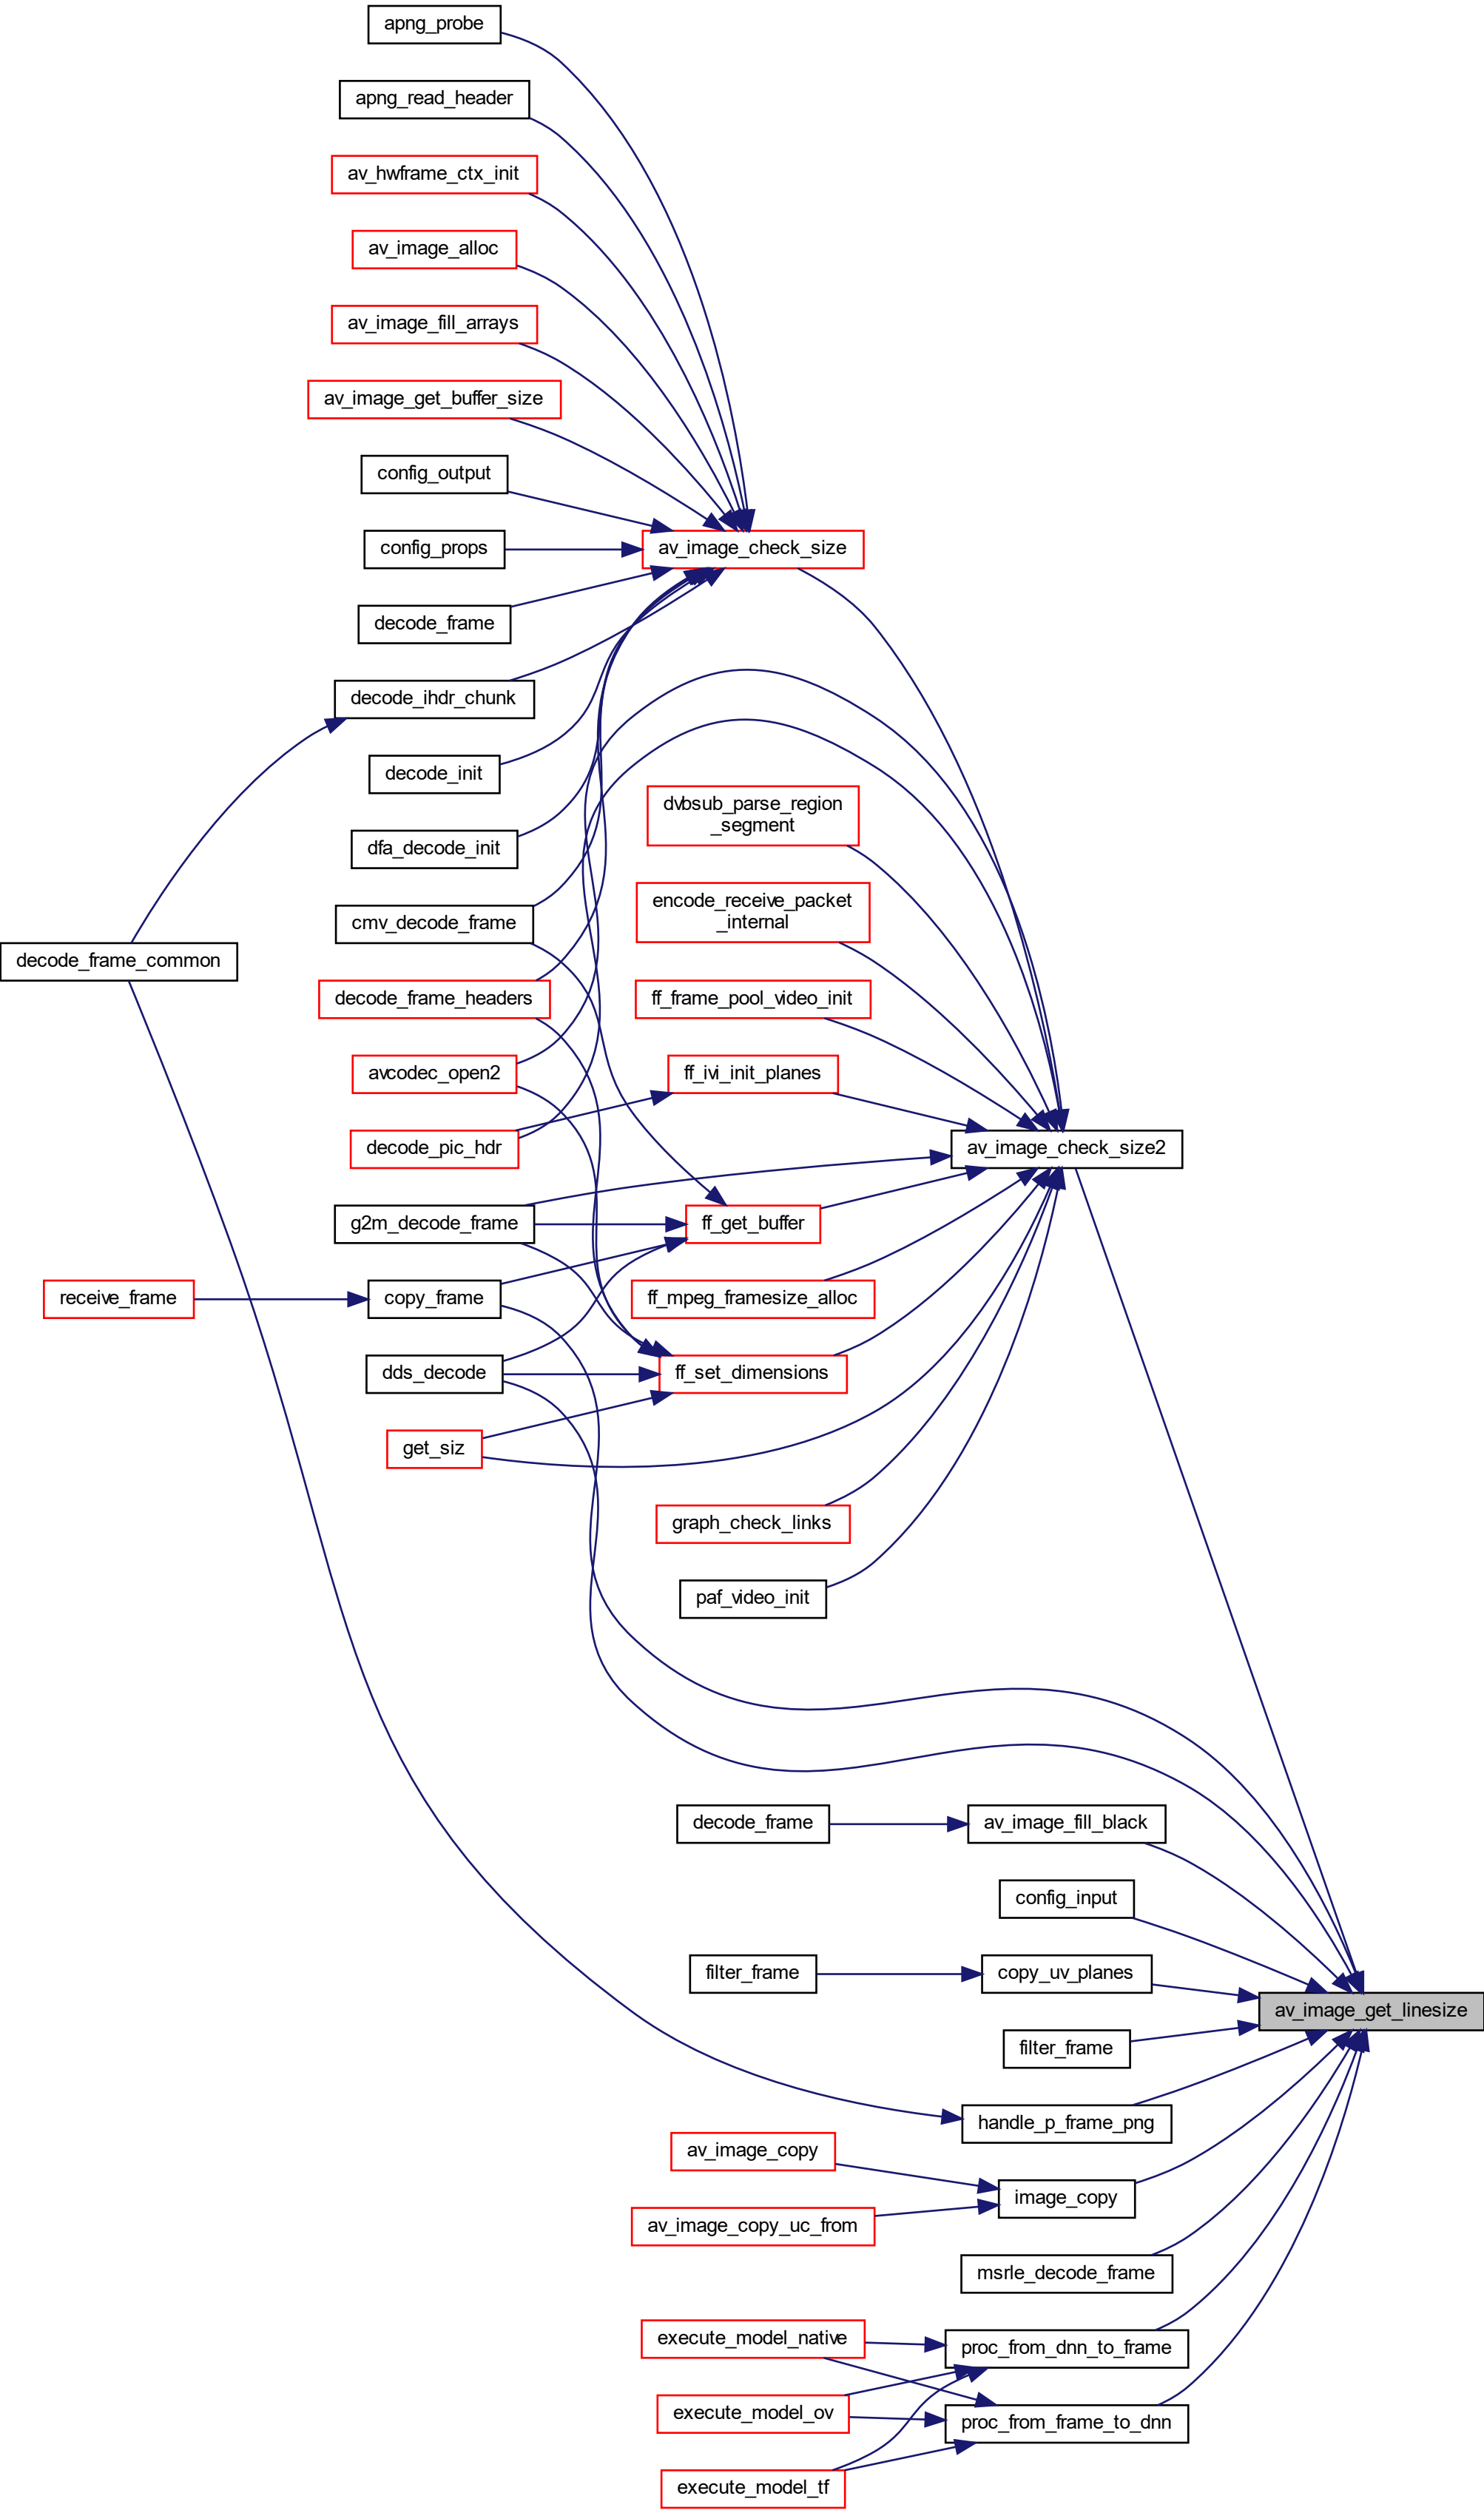 apng_probe
apng_read_header
av_hwframe_ctx_init
av_image_alloc
av_image_fill_arrays
av_image_get_buffer_size
config_output
config_props
av_image_check_size
decode_frame
decode_ihdr_chunk
decode_init
dvbsub_parse_region
_segment
dfa_decode_init
encode_receive_packet
_internal
cmv_decode_frame
decode_frame_common
decode_frame_headers
ff_frame_pool_video_init
avcodec_open2
ff_ivi_init_planes
decode_pic_hdr
av_image_check_size2
g2m_decode_frame
ff_get_buffer
receive_frame
copy_frame
ff_mpeg_framesize_alloc
dds_decode
ff_set_dimensions
get_siz
graph_check_links
paf_video_init
decode_frame
av_image_fill_black
config_input
filter_frame
copy_uv_planes
av_image_get_linesize
filter_frame
handle_p_frame_png
av_image_copy
image_copy
av_image_copy_uc_from
msrle_decode_frame
execute_model_native
proc_from_dnn_to_frame
execute_model_ov
proc_from_frame_to_dnn
execute_model_tf